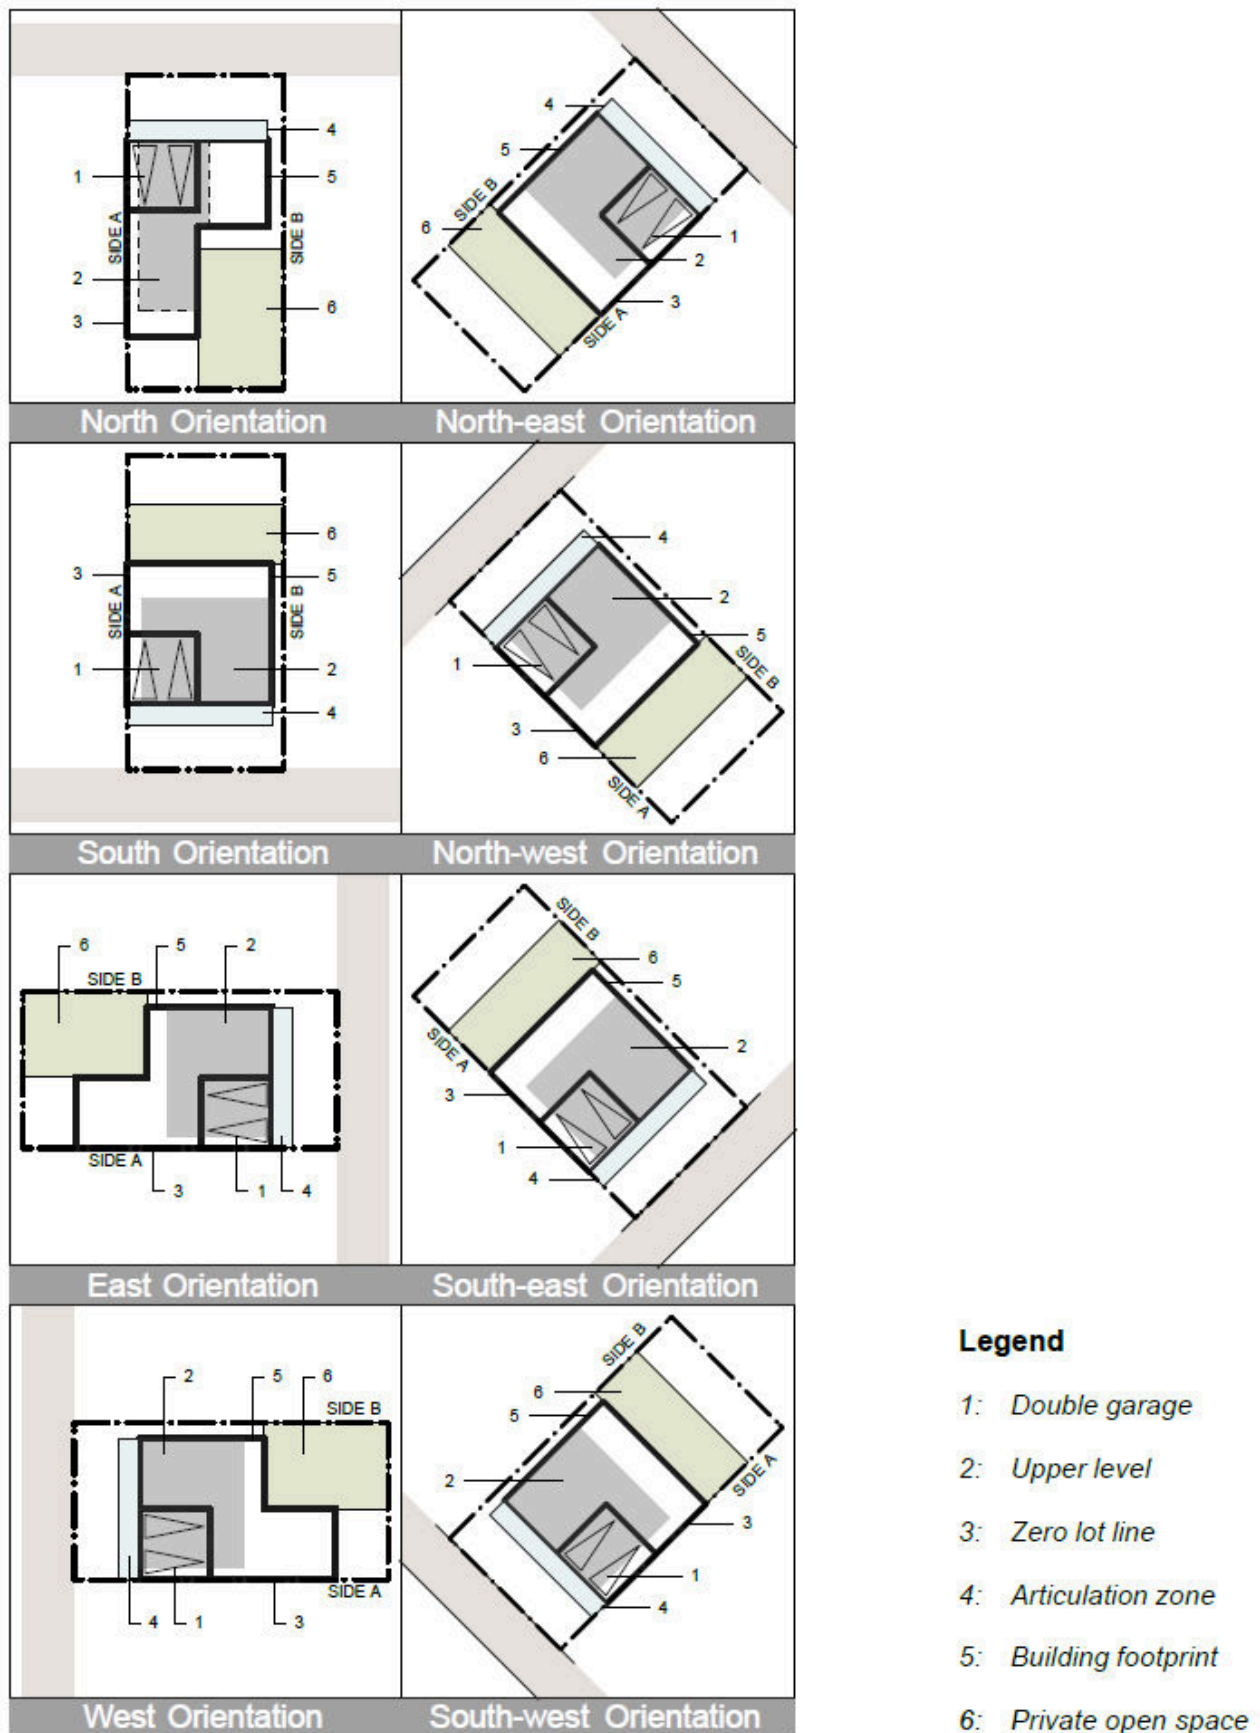 4
1
5
SIDE A
SIDE B
2
6
3
North Orientation
4
5
SIDE B
6
1
2
3
SIDE A
North-east Orientation
6
3
5
SIDE A
SIDE B
1
2
4
South Orientation
4
2
5
1
SIDE B
3
6
SIDE A
North-west Orientation
6
5
2
SIDE B
SIDE A
3
1
4
East Orientation
SIDE B
6
5
SIDE A
2
3
1
4
South-east Orientation
2
5
6
SIDE B
SIDE A
4
1
3
West Orientation
SIDE B
6
5
2
SIDE A
3
1
4
South-west Orientation
Legend
1: Double garage
2: Upper level
3: Zero lot line
4: Articulation zone
5: Building footprint
6: Private open space